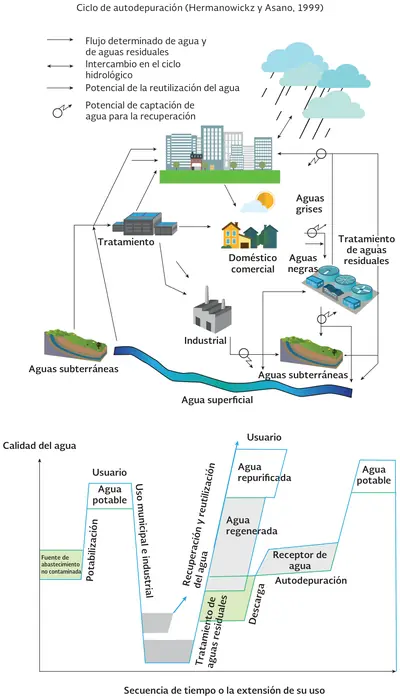 Ciclo de autodepuración (Hermanowickz y Asano, 1999)
Flujo determinado de agua y
de aguas residuales
Intercambio en el ciclo
hidrológico
Potencial de la reutilización del agua
Potencial de captación de
agua para la recuperación
Aguas
grises
Tratamiento
Tratamiento
de aguas
residuales
Doméstico
comercial
Aguas
negras
Industrial
Aguas subterráneas
Aguas subterráneas
Agua superficial
Calidad del agua
Usuario
Usuario
Agua
potable
Agua
repurificada
Agua
potable
Fuente de
abastecimiento
no contaminada
Potabilización
Uso municipal e industrial
Recuperación y reutilización
del agua
Agua
regenerada
Receptor de
agua
Autodepuración
Tratamiento de
aguas residuales
Descarga
Secuencia de tiempo o la extensión de su uso